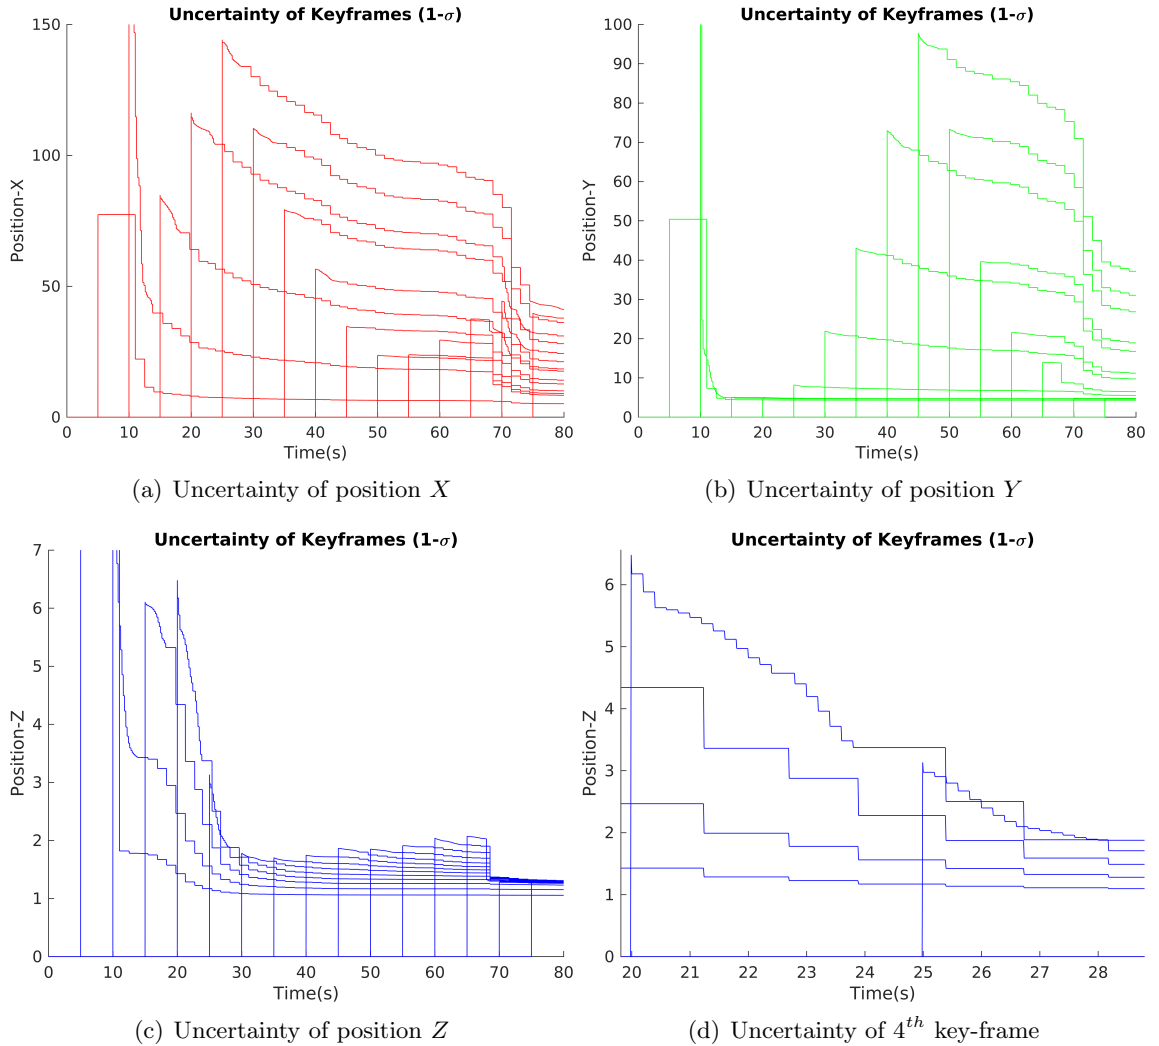 Uncertainty of Keyframes (1-σ)
Position-X
150
100
50
0
0 10 20 30 40 50 60 70 80
Time(s)
(a) Uncertainty of position X
Uncertainty of Keyframes (1-σ)
Position-Y
100
90
80
70
60
50
40
30
20
10
0
0 10 20 30 40 50 60 70 80
Time(s)
(b) Uncertainty of position Y
Uncertainty of Keyframes (1-σ)
Position-Z
7
6
5
4
3
2
1
0
0 10 20 30 40 50 60 70 80
Time(s)
(c) Uncertainty of position Z
Uncertainty of Keyframes (1-σ)
Position-Z
6
5
4
3
2
1
0
20 21 22 23 24 25 26 27 28
Time(s)
(d) Uncertainty of 4th key-frame